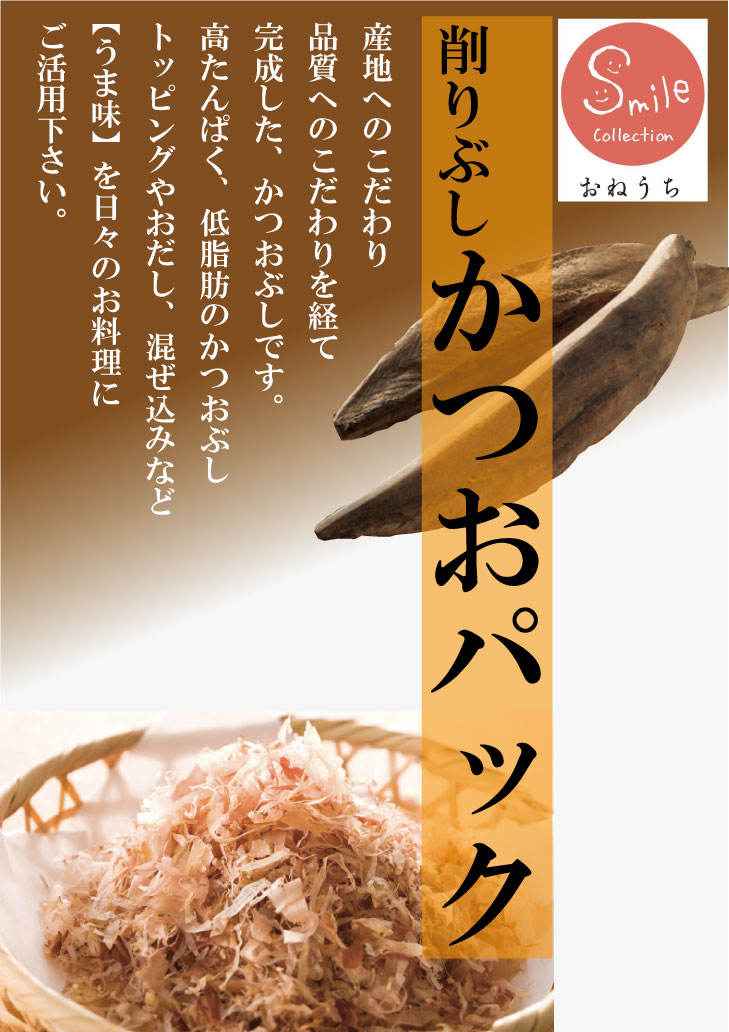 Smile
Collection
おねうち
削りぶし かつおパック
産地へのこだわり
品質へのこだわりを経て
完成した、かつおぶしです。
高たんぱく、低脂肪のかつおぶし
トッピングやおだし、混ぜ込みなど
【うま味】を日々のお料理に
ご活用下さい。